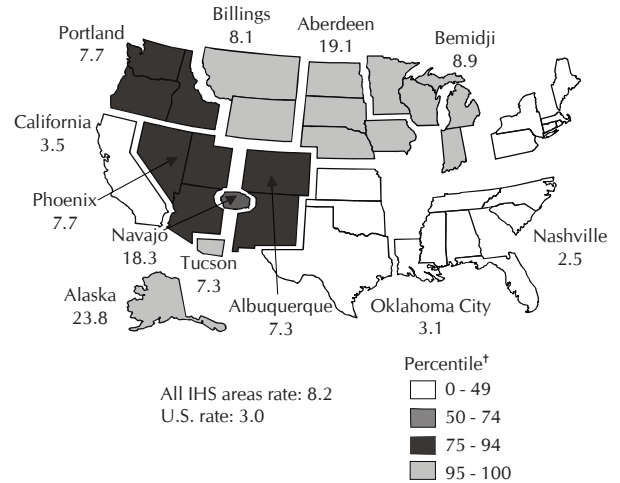 Billings
8.1
Aberdeen
19.1
Portland
7.7
Bemidji
8.9
California
3.5
Phoenix
7.7
Navajo
18.3
Tucson
7.3
Nashville
2.5
Alaska
23.8
Albuquerque
7.3
Oklahoma City
3.1
Percentile†
All IHS areas rate: 8.2
U.S. rate: 3.0
0 - 49
50 - 74
75 - 94
95 - 100